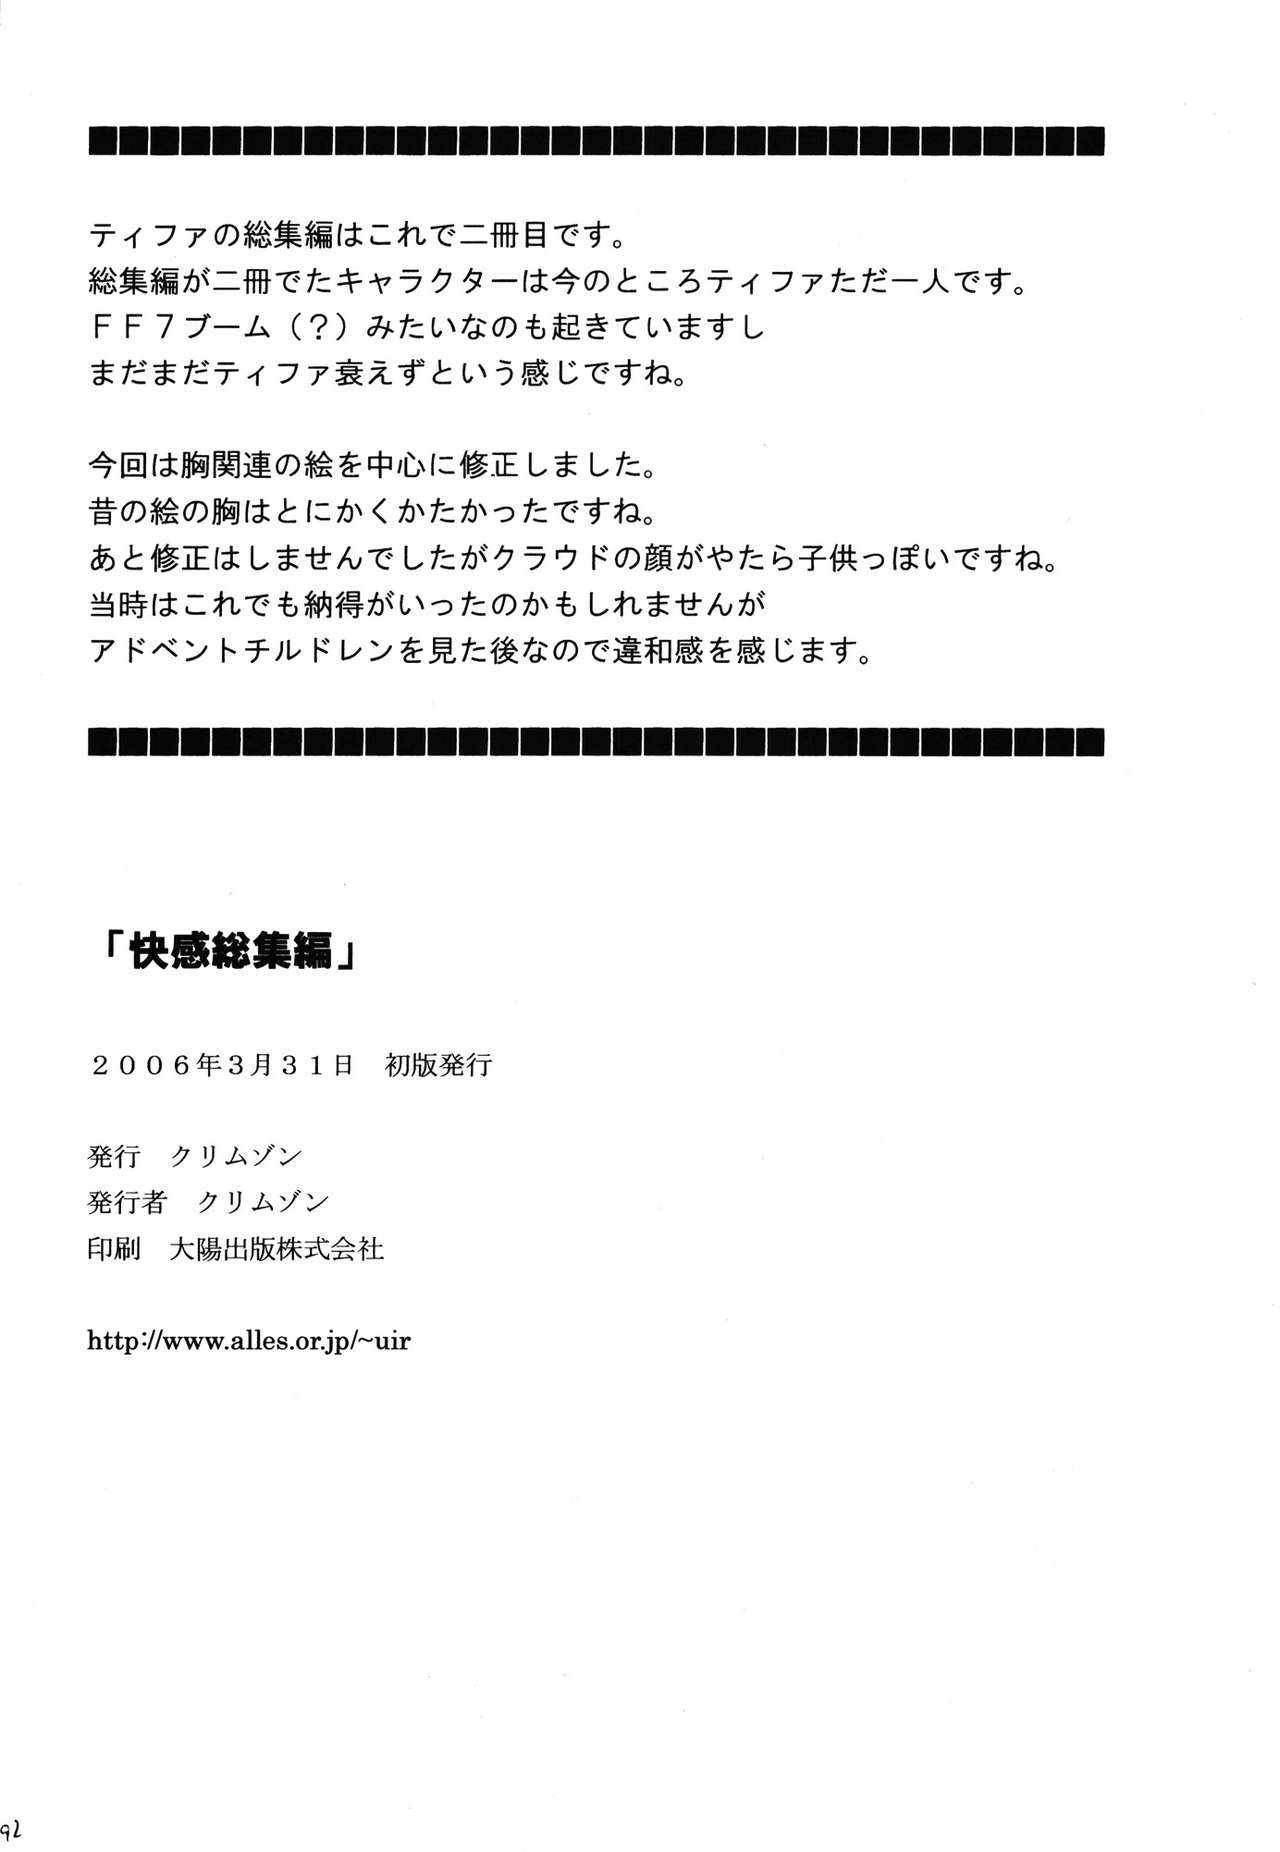 ■■■■■■■■■■■■■■■■■■■■■■■■■■■■■■■■■
ティファの総集編はこれで二冊目です。
総集編が二冊でたキャラクターは今のところティファただ一人です。
ＦＦ７ブーム（？）みたいなのも起きていますし
まだまだティファ衰えずという感じですね。
今回は胸関連の絵を中心に修正しました。
昔の絵の胸はとにかくかたかったですね。
あと修正はしませんでしたがクラウドの顔がやたら子供っぽいですね。
当時はこれでも納得がいったのかもしれませんが
アドベントチルドレンを見た後なので違和感を感じます。
■■■■■■■■■■■■■■■■■■■■■■■■■■■■■■■■■
「快感総集編」
２００６年３月３１日　初版発行
発行　クリムゾン
発行者　クリムゾン
印刷　大陽出版株式会社
http://www.alles.or.jp/~uir
92